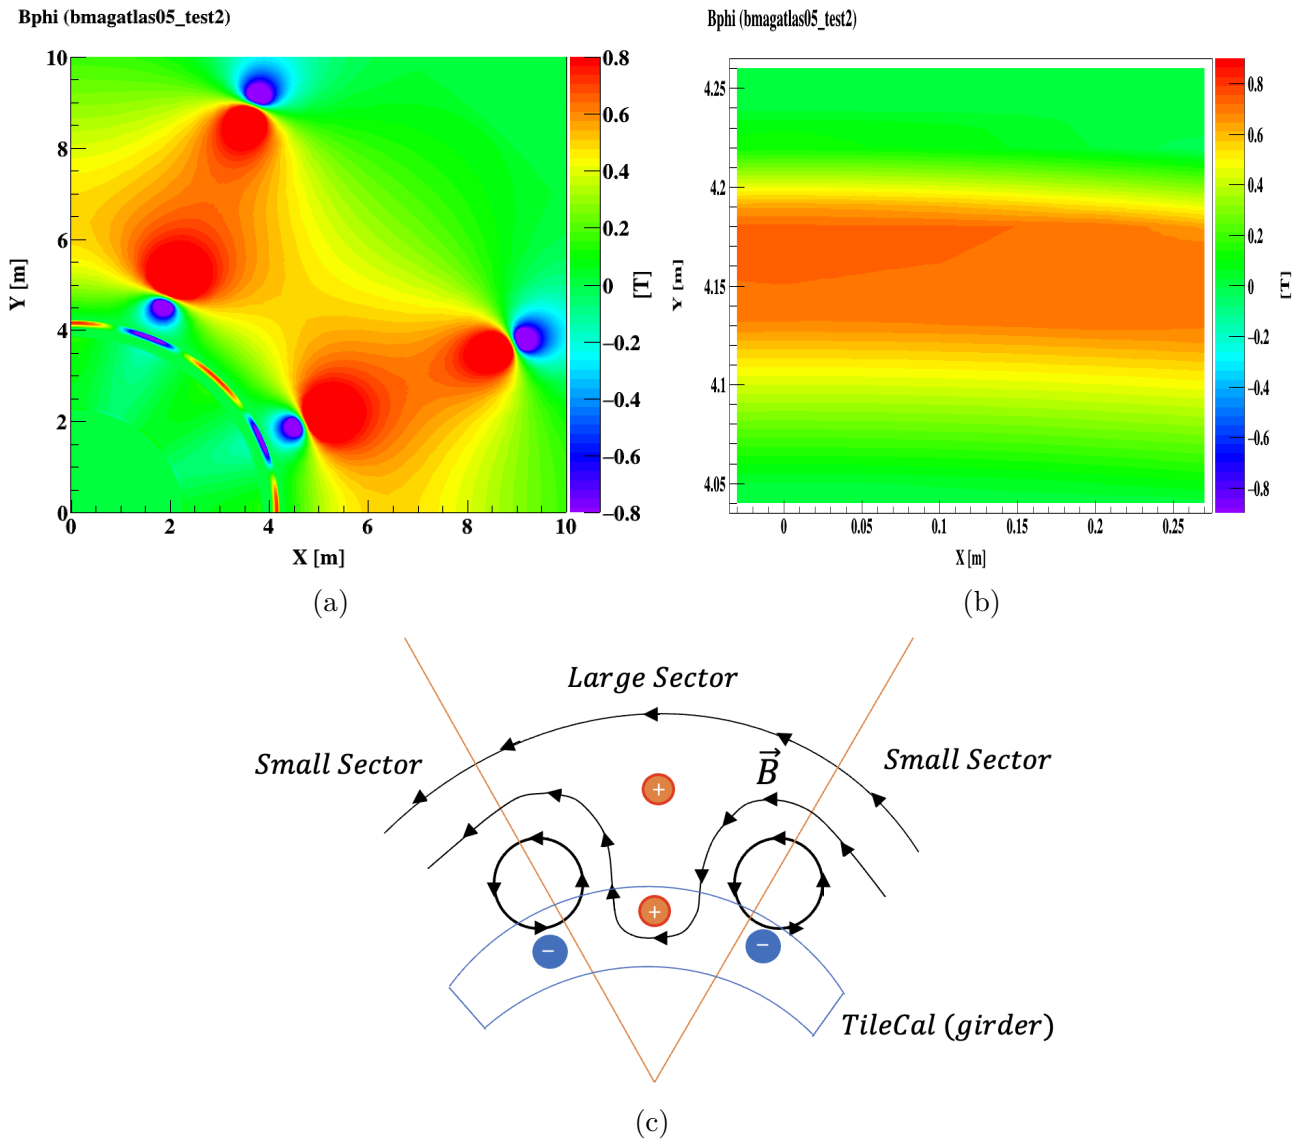 Bphi (bmagatlas05_test2)
10
8
6
4
2
0
Y [m]
0 2 4 6 8 10
X [m]
0.8
0.6
0.4
0.2
0
−0.2
−0.4
−0.6
−0.8
[T]
(a)
Bphi (bmagatlas05_test2)
4.25
4.2
4.15
4.1
4.05
Y [m]
0 0.05 0.1 0.15 0.2 0.25
X [m]
0.8
0.6
0.4
0.2
0
−0.2
−0.4
−0.6
−0.8
[T]
(b)
Large Sector
Small Sector
B
Small Sector
+
+
−
−
TileCal (girder)
(c)